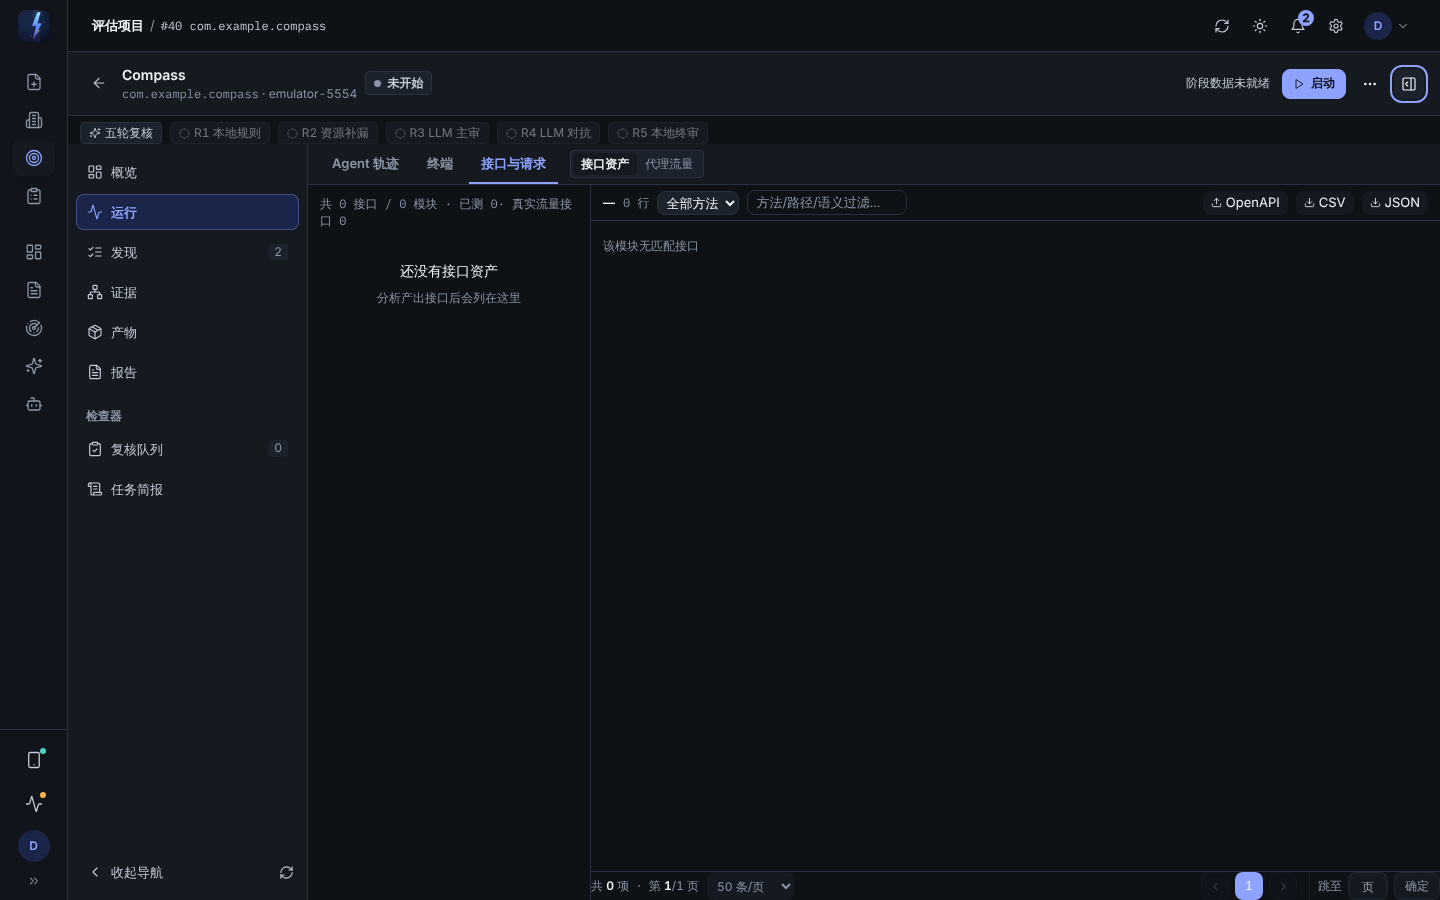 评估项目 / #40 com.example.compass
2
D
Compass
com.example.compass · emulator-5554
未开始
阶段数据未就绪
启动
五轮复核
R1 本地规则
R2 资源补漏
R3 LLM 主审
R4 LLM 对抗
R5 本地终审
概览
运行
发现 2
证据
产物
报告
检查器
复核队列 0
任务简报
收起导航
Agent 轨迹
终端
接口与请求
接口资产
代理流量
共 0 接口 / 0 模块 · 已测 0· 真实流量接
口 0
还没有接口资产
分析产出接口后会列在这里
— 0 行
全部方法
方法/路径/语义过滤...
OpenAPI
CSV
JSON
该模块无匹配接口
共 0 项 · 第 1/1 页
50 条/页
1
跳至
页
确定
D